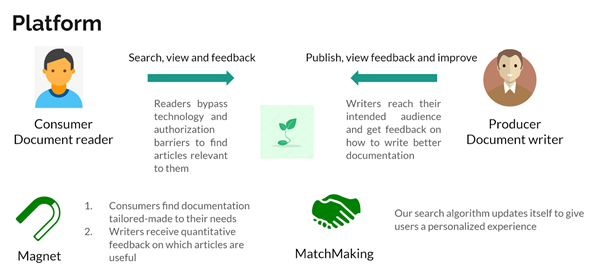 Platform
Search, view and feedback
Publish, view feedback and improve
Consumer
Document reader
Readers bypass
technology and
authorization
barriers to find
articles relevant
to them
Writers reach their
intended audience
and get feedback on
how to write better
documentation
Producer
Document writer
Magnet
1. Consumers find documentation
tailored-made to their needs
2. Writers receive quantitative
feedback on which articles are
useful
MatchMaking
Our search algorithm updates itself to give
users a personalized experience